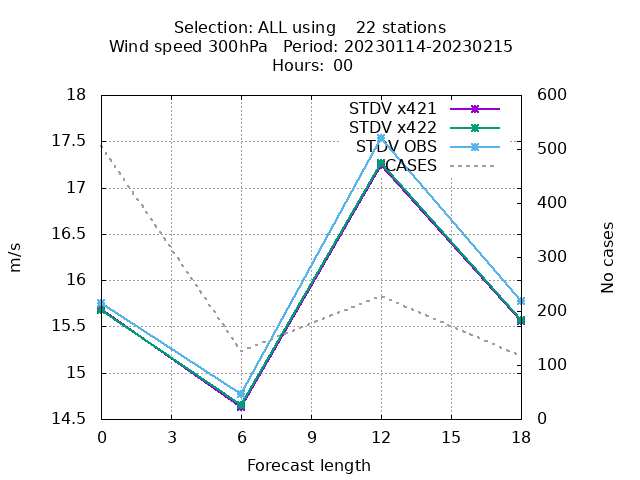 Selection: ALL using    22 stations
Wind speed 300hPa   Period: 20230114-20230215
Hours:  00
18
17.5
17
16.5
16
15.5
15
14.5
600
500
400
300
200
100
0
STDV x421
STDV x422
STDV OBS
CASES
m/s
No cases
0 3 6 9 12 15 18
Forecast length